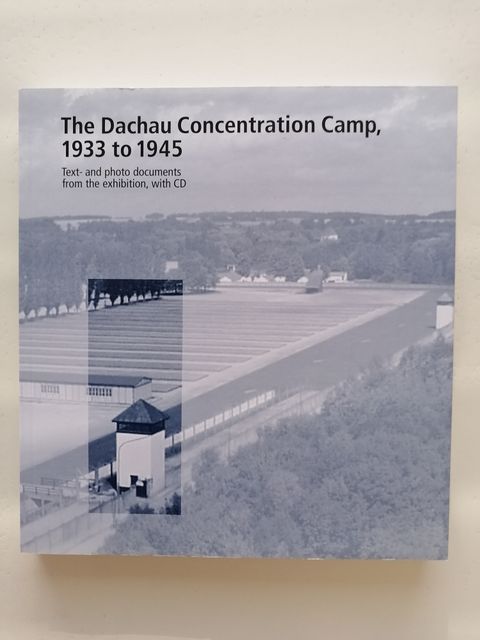 The Dachau Concentration Camp,
1933 to 1945
Text- and photo documents
from the exhibition, with CD